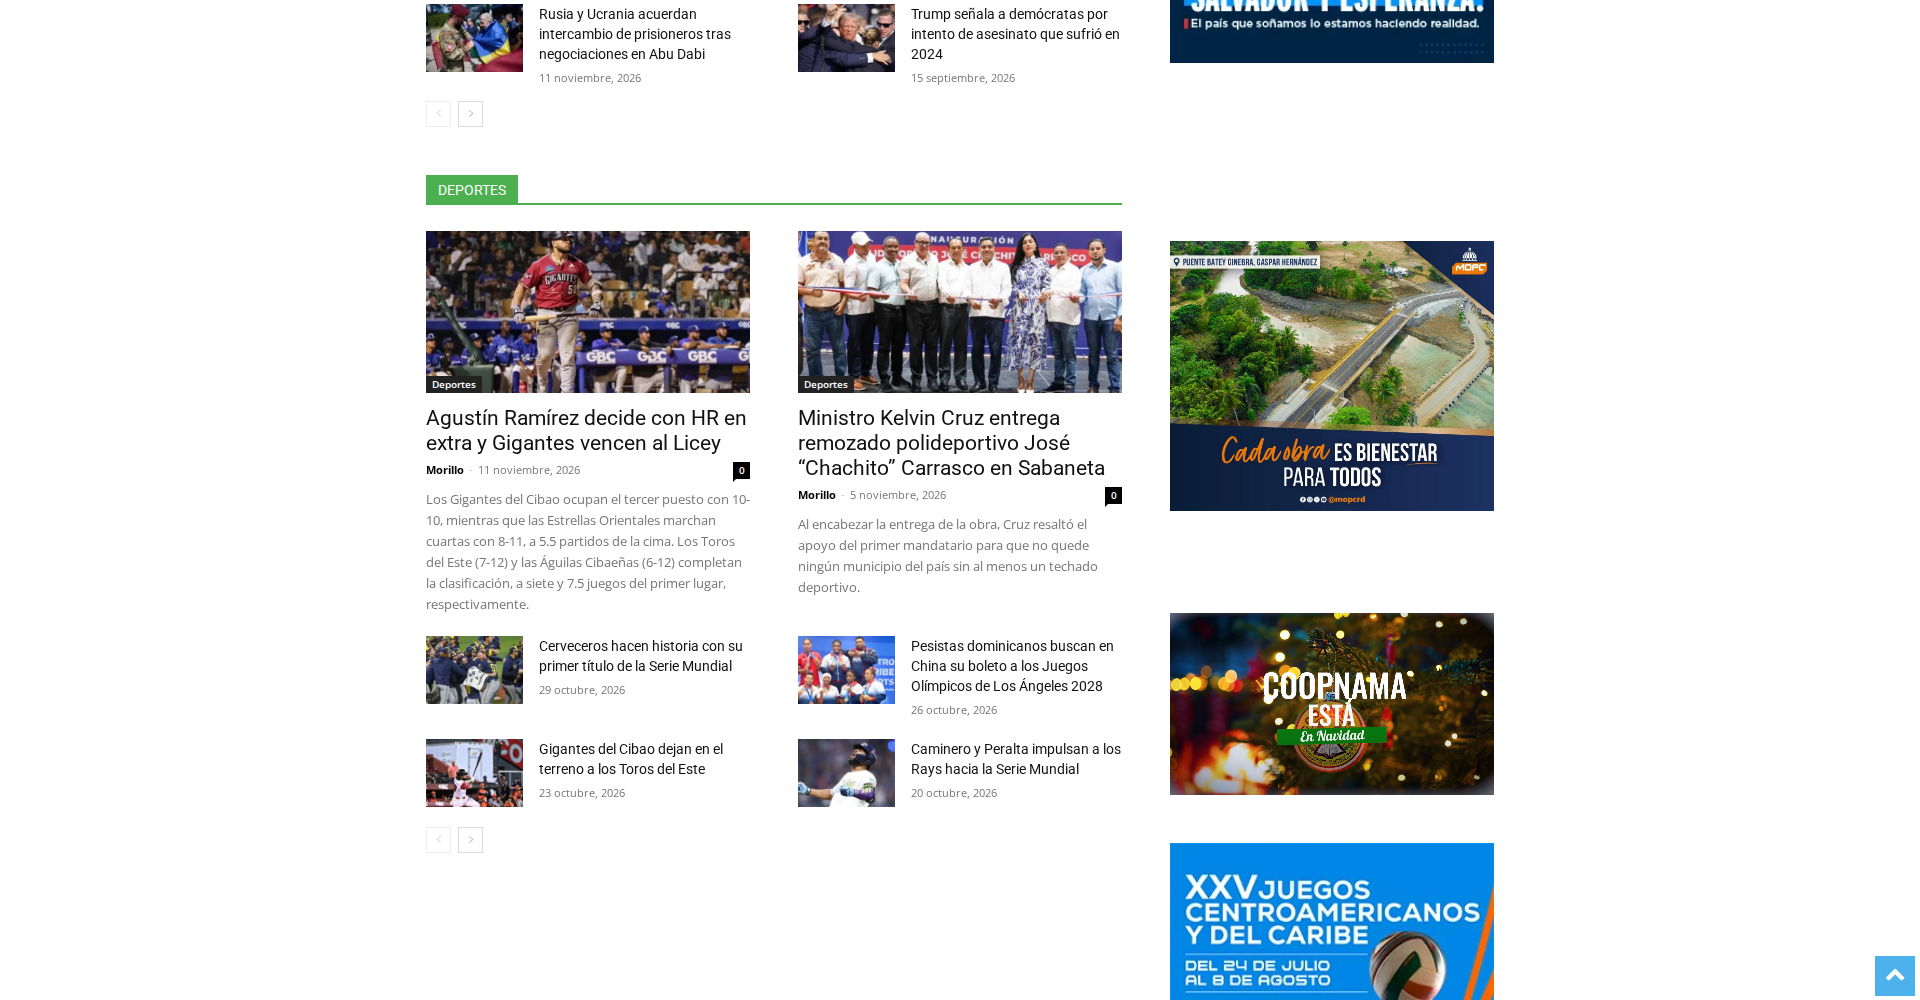 Rusia y Ucrania acuerdan
intercambio de prisioneros tras
negociaciones en Abu Dabi
11 noviembre, 2026
Trump señala a demócratas por
intento de asesinato que sufrió en
2024
15 septiembre, 2026
SALVADOR Y ESPERANZA.
El país que soñamos lo estamos haciendo realidad.
DEPORTES
GIGANTES
GBC
GBC
GBC
Deportes
Agustín Ramírez decide con HR en
extra y Gigantes vencen al Licey
Morillo - 11 noviembre, 2026
0
Los Gigantes del Cibao ocupan el tercer puesto con 10-
10, mientras que las Estrellas Orientales marchan
cuartas con 8-11, a 5.5 partidos de la cima. Los Toros
del Este (7-12) y las Águilas Cibaeñas (6-12) completan
la clasificación, a siete y 7.5 juegos del primer lugar,
respectivamente.
INAUGURACIÓN
Deportes
Ministro Kelvin Cruz entrega
remozado polideportivo José
“Chachito” Carrasco en Sabaneta
Morillo - 5 noviembre, 2026
0
Al encabezar la entrega de la obra, Cruz resaltó el
apoyo del primer mandatario para que no quede
ningún municipio del país sin al menos un techado
deportivo.
Cerveceros hacen historia con su
primer título de la Serie Mundial
29 octubre, 2026
Pesistas dominicanos buscan en
China su boleto a los Juegos
Olímpicos de Los Ángeles 2028
26 octubre, 2026
Gigantes del Cibao dejan en el
terreno a los Toros del Este
23 octubre, 2026
Caminero y Peralta impulsan a los
Rays hacia la Serie Mundial
20 octubre, 2026
PUENTE BATEY GINEBRA, GASPAR HERNÁNDEZ
MOPC
Cada obra ES BIENESTAR
PARA TODOS
@mopcrd
COOPNAMA
ESTÁ
En Navidad
XXV JUEGOS
CENTROAMERICANOS
Y DEL CARIBE
DEL 24 DE JULIO
AL 8 DE AGOSTO